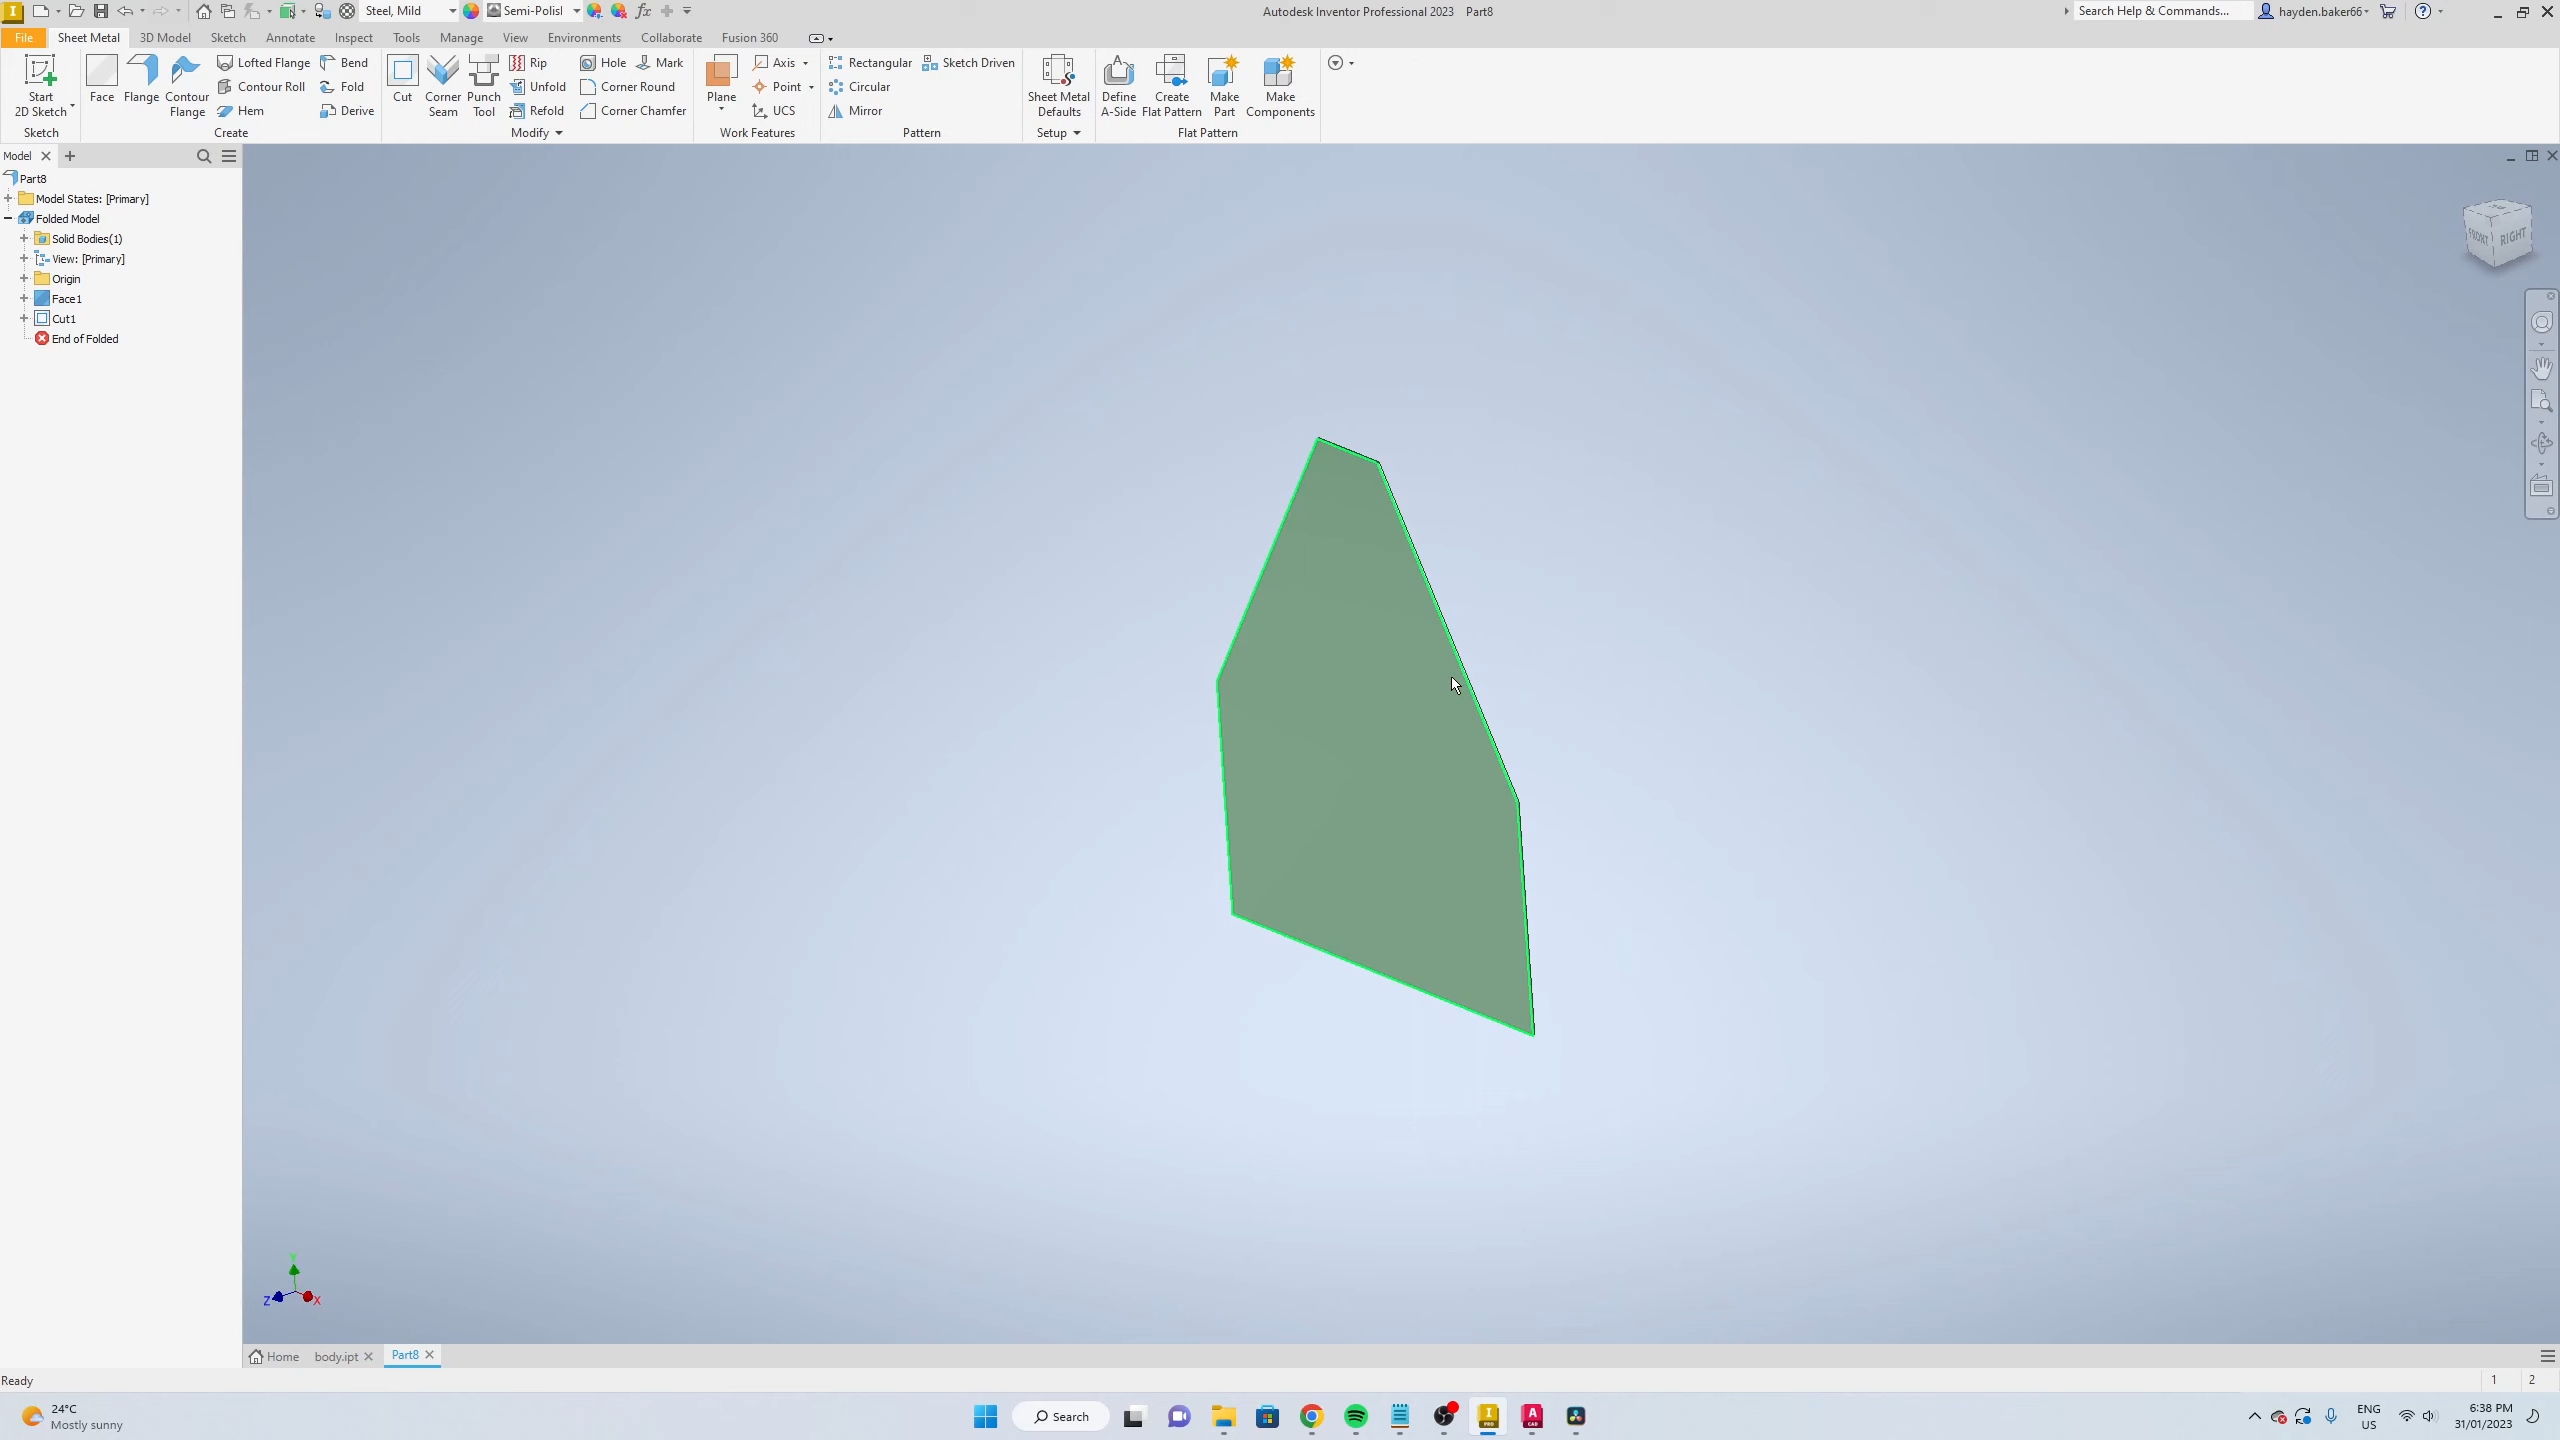 Steel, Mild
Semi-Polisl
Autodesk Inventor Professional 2023 Part8
Search Help & Commands...
hayden.baker66
File Sheet Metal 3D Model Sketch Annotate Inspect Tools Manage View Environments Collaborate Fusion 360
Start
2D Sketch
Face
Flange
Contour
Flange
Lofted Flange
Contour Roll
Hem
Bend
Fold
Derive
Cut
Corner
Seam
Punch
Tool
Rip
Unfold
Refold
Hole
Mark
Corner Round
Corner Chamfer
Plane
Axis
Point
UCS
Rectangular
Circular
Mirror
Sketch Driven
Sheet Metal
Defaults
Define
A-Side
Create
Flat Pattern
Make
Part
Make
Components
Sketch
Create
Modify
Work Features
Pattern
Setup
Flat Pattern
Model
Part8
Model States: [Primary]
Folded Model
Solid Bodies(1)
View: [Primary]
Origin
Face1
Cut1
End of Folded
FRONT
RIGHT
Y
Z
X
Home
body.ipt
Part8
Ready
1
2
24°C
Mostly sunny
Search
ENG
US
6:38 PM
31/01/2023